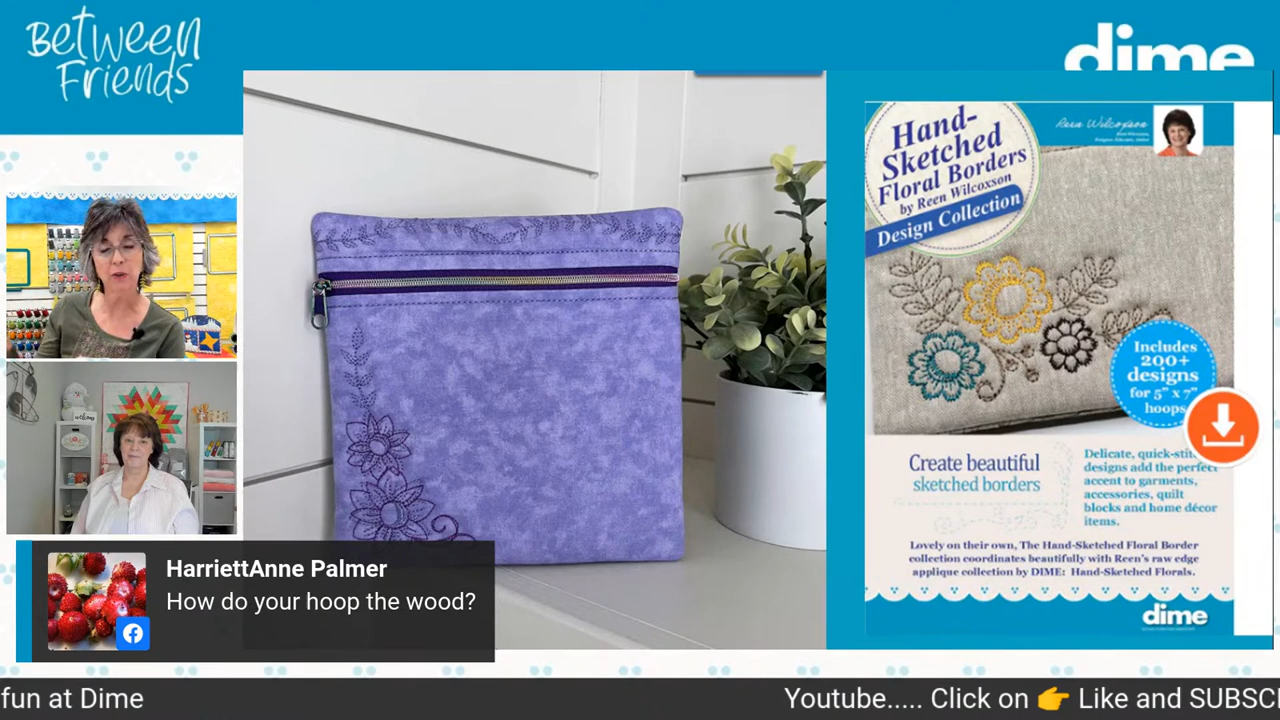 Between
Friends
dime
Reen Wilcoxson
Hand-
Sketched
Floral Borders
by Reen Wilcoxson
Design Collection
welcome
Includes
200+
designs
for 5" x 7"
hoops
Create beautiful
sketched borders
Delicate, quick-stit
designs add the perfect
accent to garments,
accessories, quilt
blocks and home décor
items.
Lovely on their own, The Hand-Sketched Floral Border
collection coordinates beautifully with Reen's raw edge
applique collection by DIME: Hand-Sketched Florals.
dime
HarriettAnne Palmer
How do your hoop the wood?
fun at Dime
Youtube..... Click on 👉 Like and SUBSC